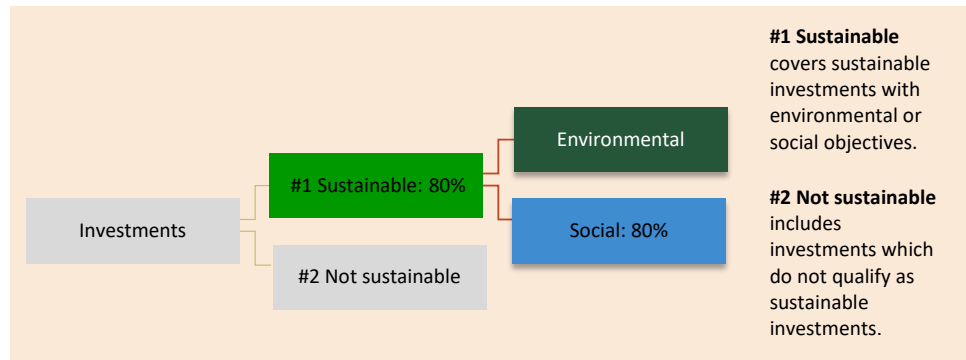 Investments
#1 Sustainable: 80%
#2 Not sustainable
Environmental
Social: 80%
#1 Sustainable
covers sustainable
investments with
environmental or
social objectives.
#2 Not sustainable
includes
investments which
do not qualify as
sustainable
investments.